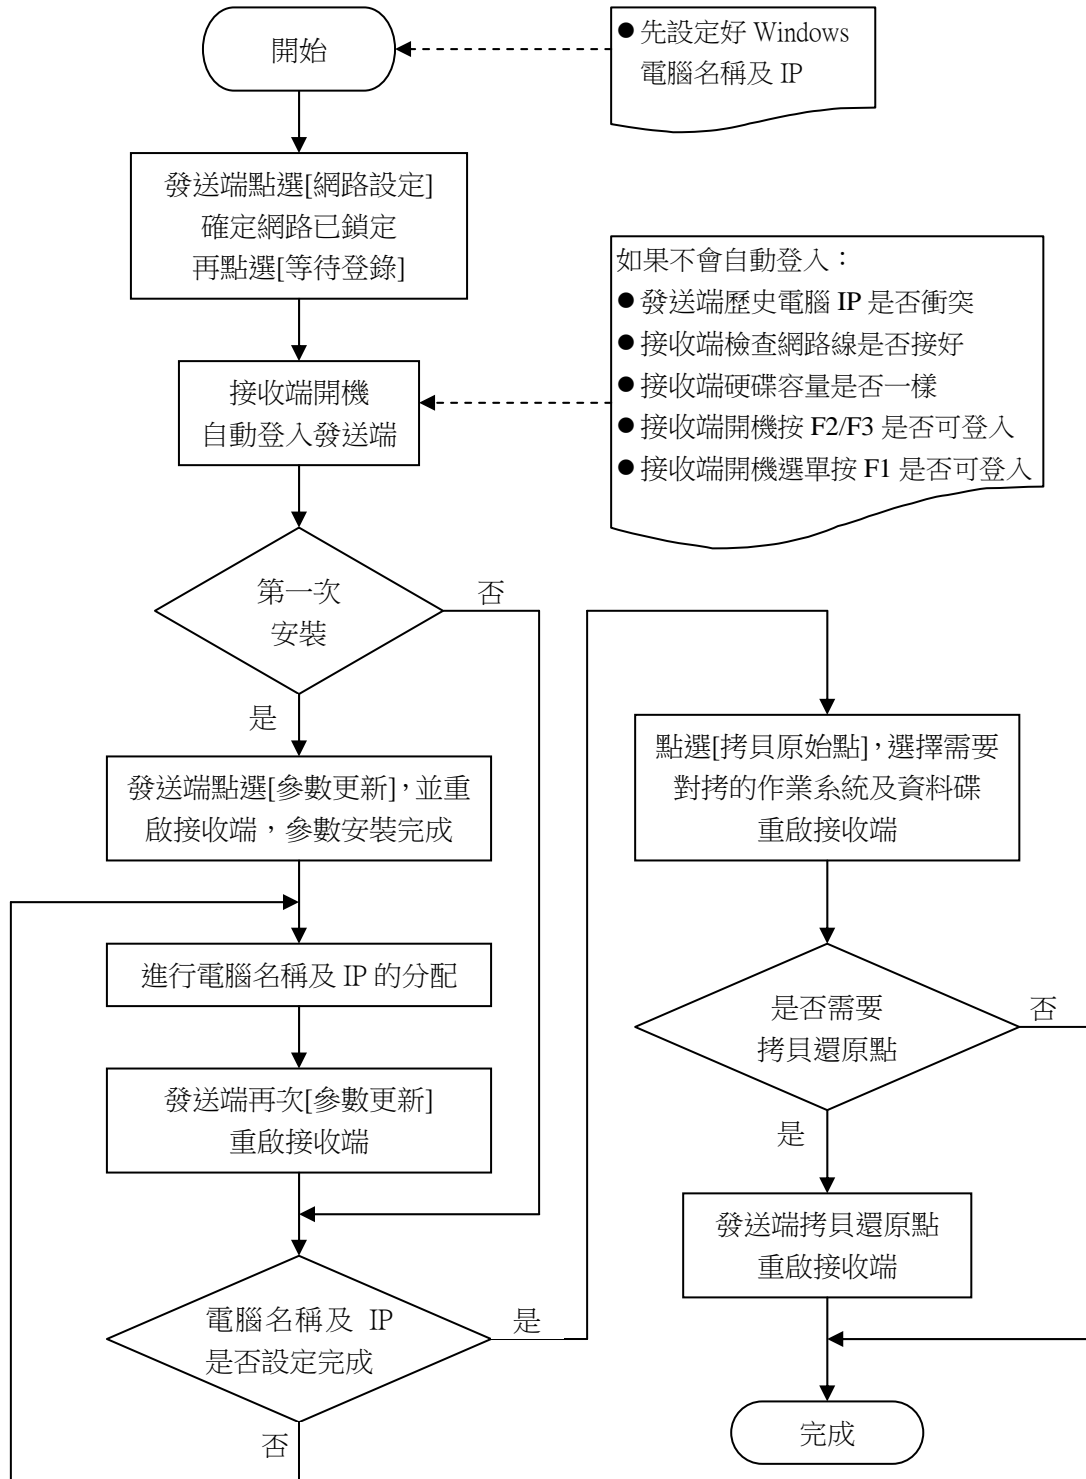 開始
●先設定好 Windows
電腦名稱及 IP
發送端點選[網路設定]
確定網路已鎖定
再點選[等待登錄]
如果不會自動登入：
●發送端歷史電腦 IP 是否衝突
●接收端檢查網路線是否接好
●接收端硬碟容量是否一樣
●接收端開機按 F2/F3 是否可登入
●接收端開機選單按 F1 是否可登入
接收端開機
自動登入發送端
第一次
安裝
否
是
發送端點選[參數更新]，並重
啟接收端，參數安裝完成
進行電腦名稱及 IP 的分配
發送端再次[參數更新]
重啟接收端
電腦名稱及 IP
是否設定完成
是
否
點選[拷貝原始點]，選擇需要
對拷的作業系統及資料碟
重啟接收端
是否需要
拷貝還原點
否
是
發送端拷貝還原點
重啟接收端
完成